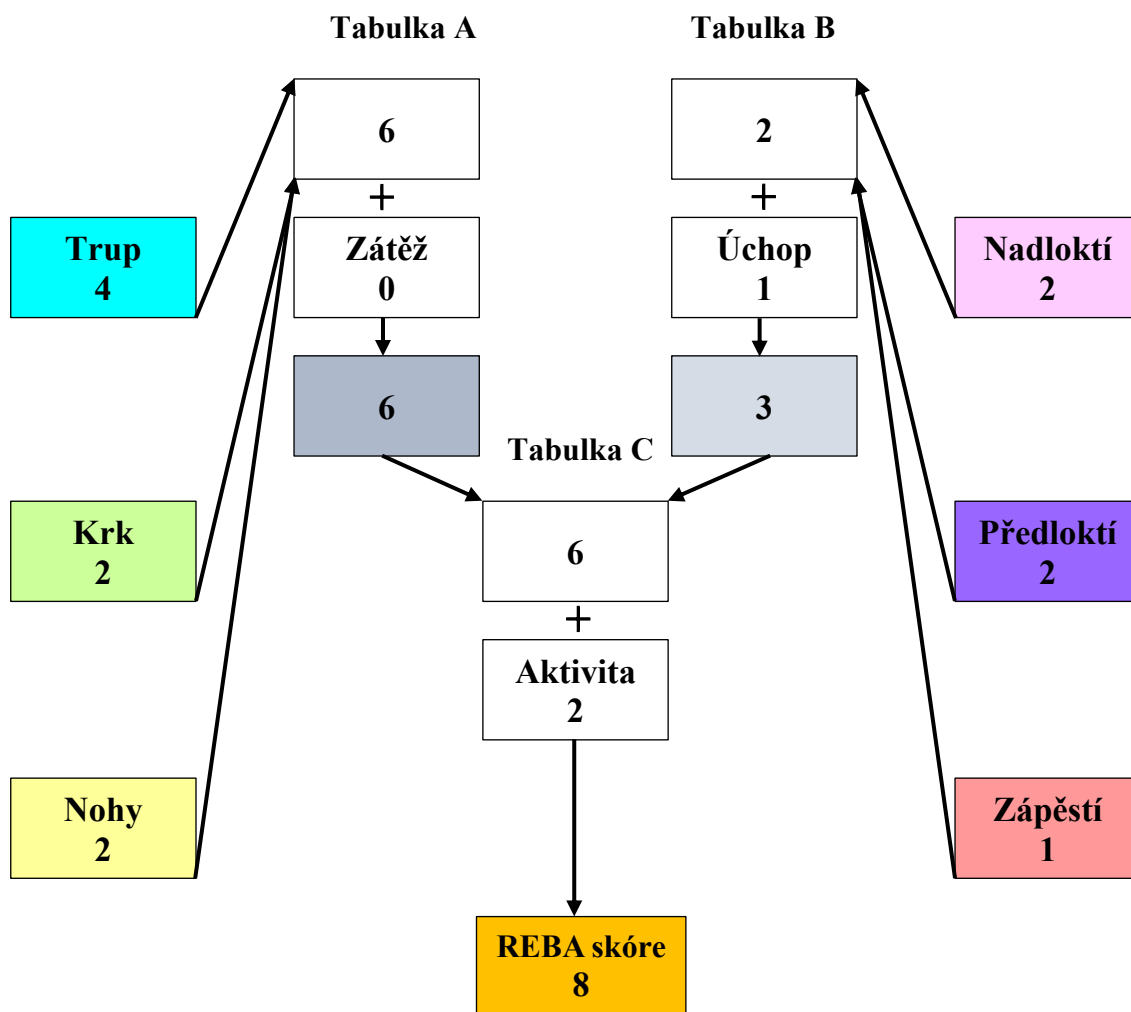 Tabulka A
Tabulka B
6
2
+
+
Trup
4
Zátěž
0
Úchop
1
Nadloktí
2
6
3
Tabulka C
Krk
2
6
Předloktí
2
+
Aktivita
2
Nohy
2
Zápěstí
1
REBA skóre
8